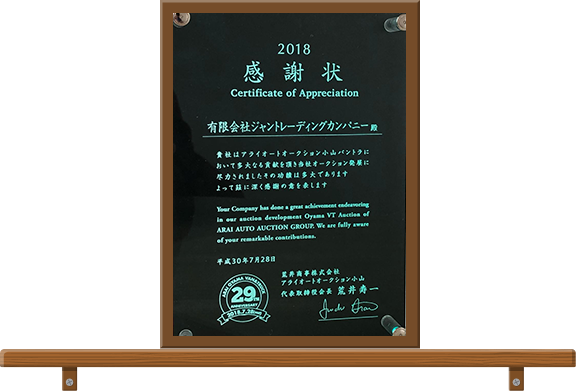 2018
感謝状
Certificate of Appreciation
有限会社ジャントレーディングカンパニー 殿
貴社はアライオートオークション小山バントラに
おいて多大なる貢献を頂き当社オークション発展に
尽力されましたその功績は多大であります
よって茲に深く感謝の意を表します
Your Company has done a great achievement endeavoring
in our auction development Oyama VT Auction of
ARAI AUTO AUCTION GROUP. We are fully aware
of your remarkable contributions.
平成30年7月28日
荒井商事株式会社
アライオートオークション小山
代表取締役会長 荒井寿一
ARAI OYAMA VAN&TRUCK
29TH
ANNIVERSARY
2018.7.28(sat)